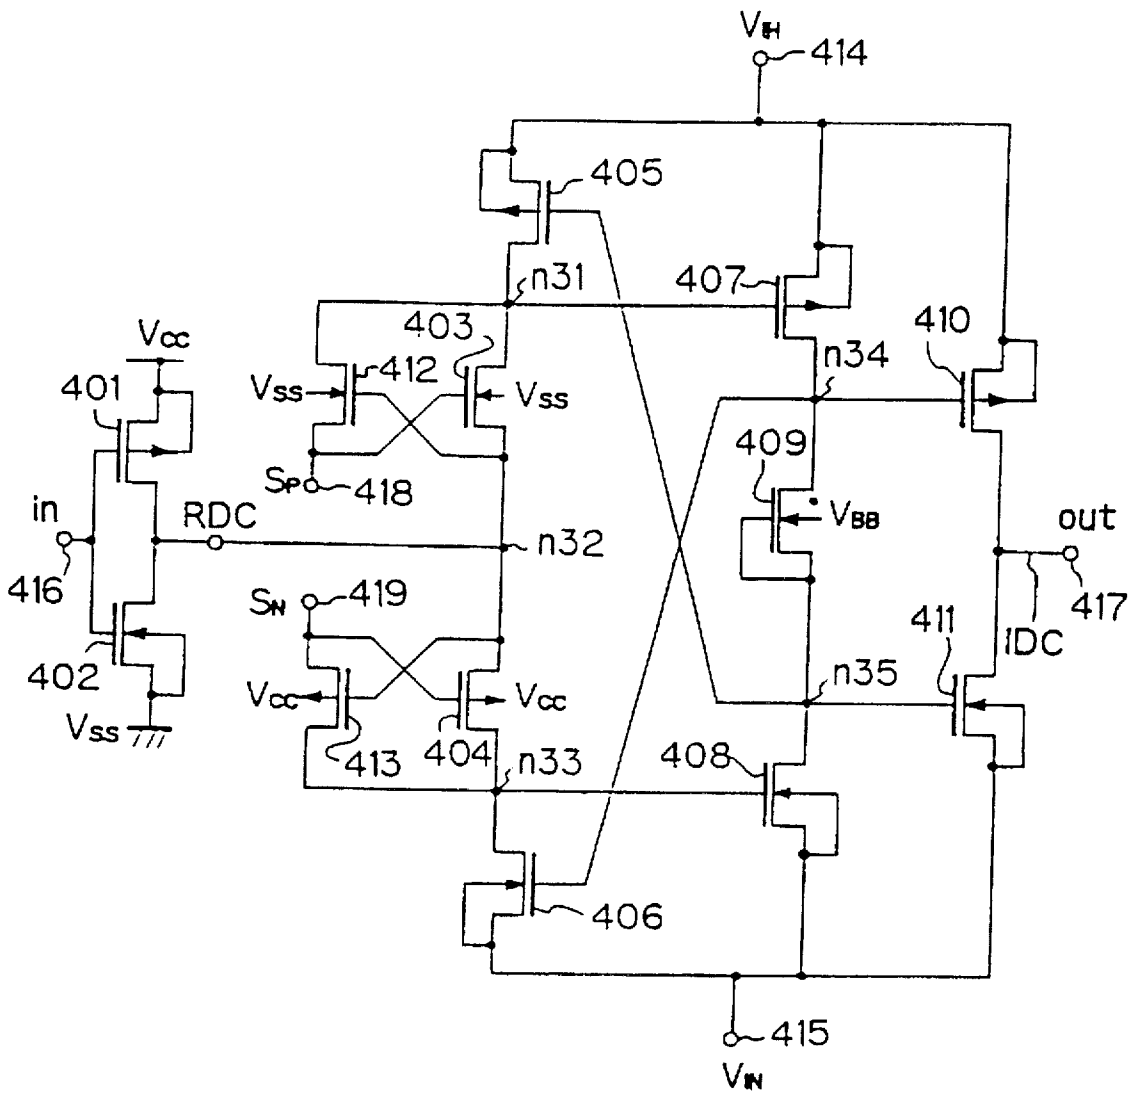 VIH
414
405
n31
407
403
410
VCC
n34
401
412
VSS
VSS
409
SP
418
in
RDC
VBB
out
n32
416
SN
419
417
411
IDC
402
VCC
VCC
n35
VSS
413
404
408
n33
406
415
VIN